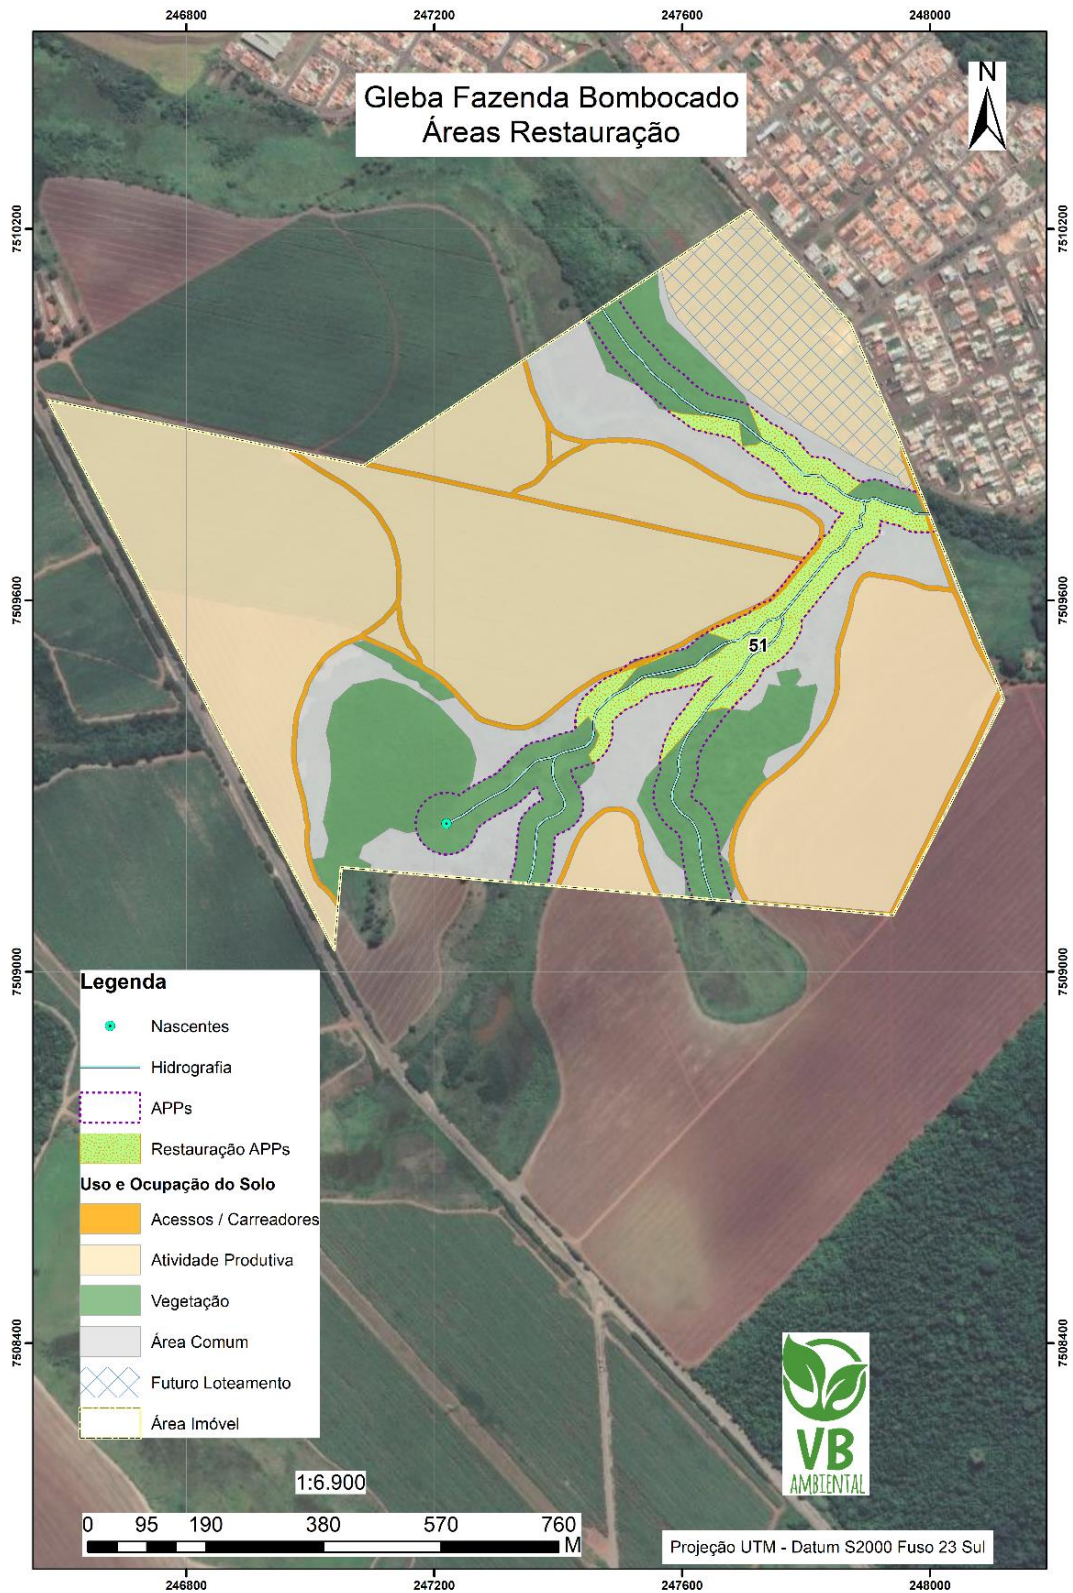 246800 247200 247600 248000
Gleba Fazenda Bombocado
Áreas Restauração
N
7510200 7510200
7509600 7509600
51
7509000 7509000
Legenda
Nascentes
Hidrografia
APPs
Restauração APPs
Uso e Ocupação do Solo
Acessos / Carreadores
Atividade Produtiva
Vegetação
Área Comum
Futuro Loteamento
Área Imóvel
7508400 7508400
VB
AMBIENTAL
1:6.900
0 95 190 380 570 760
M
Projeção UTM - Datum S2000 Fuso 23 Sul
246800 247200 247600 248000